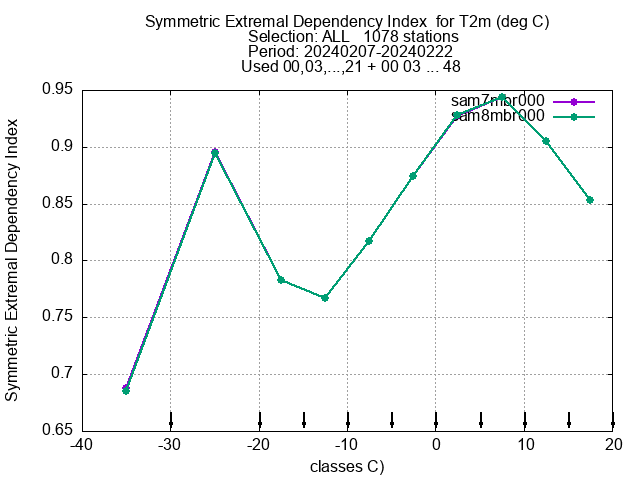 Symmetric Extremal Dependency Index  for T2m (deg C)
Selection: ALL   1078 stations
Period: 20240207-20240222
Used 00,03,...,21 + 00 03 ... 48
sam7mbr000
sam8mbr000
Symmetric Extremal Dependency Index
0.95
0.9
0.85
0.8
0.75
0.7
0.65
-40 -30 -20 -10 0 10 20
classes C)